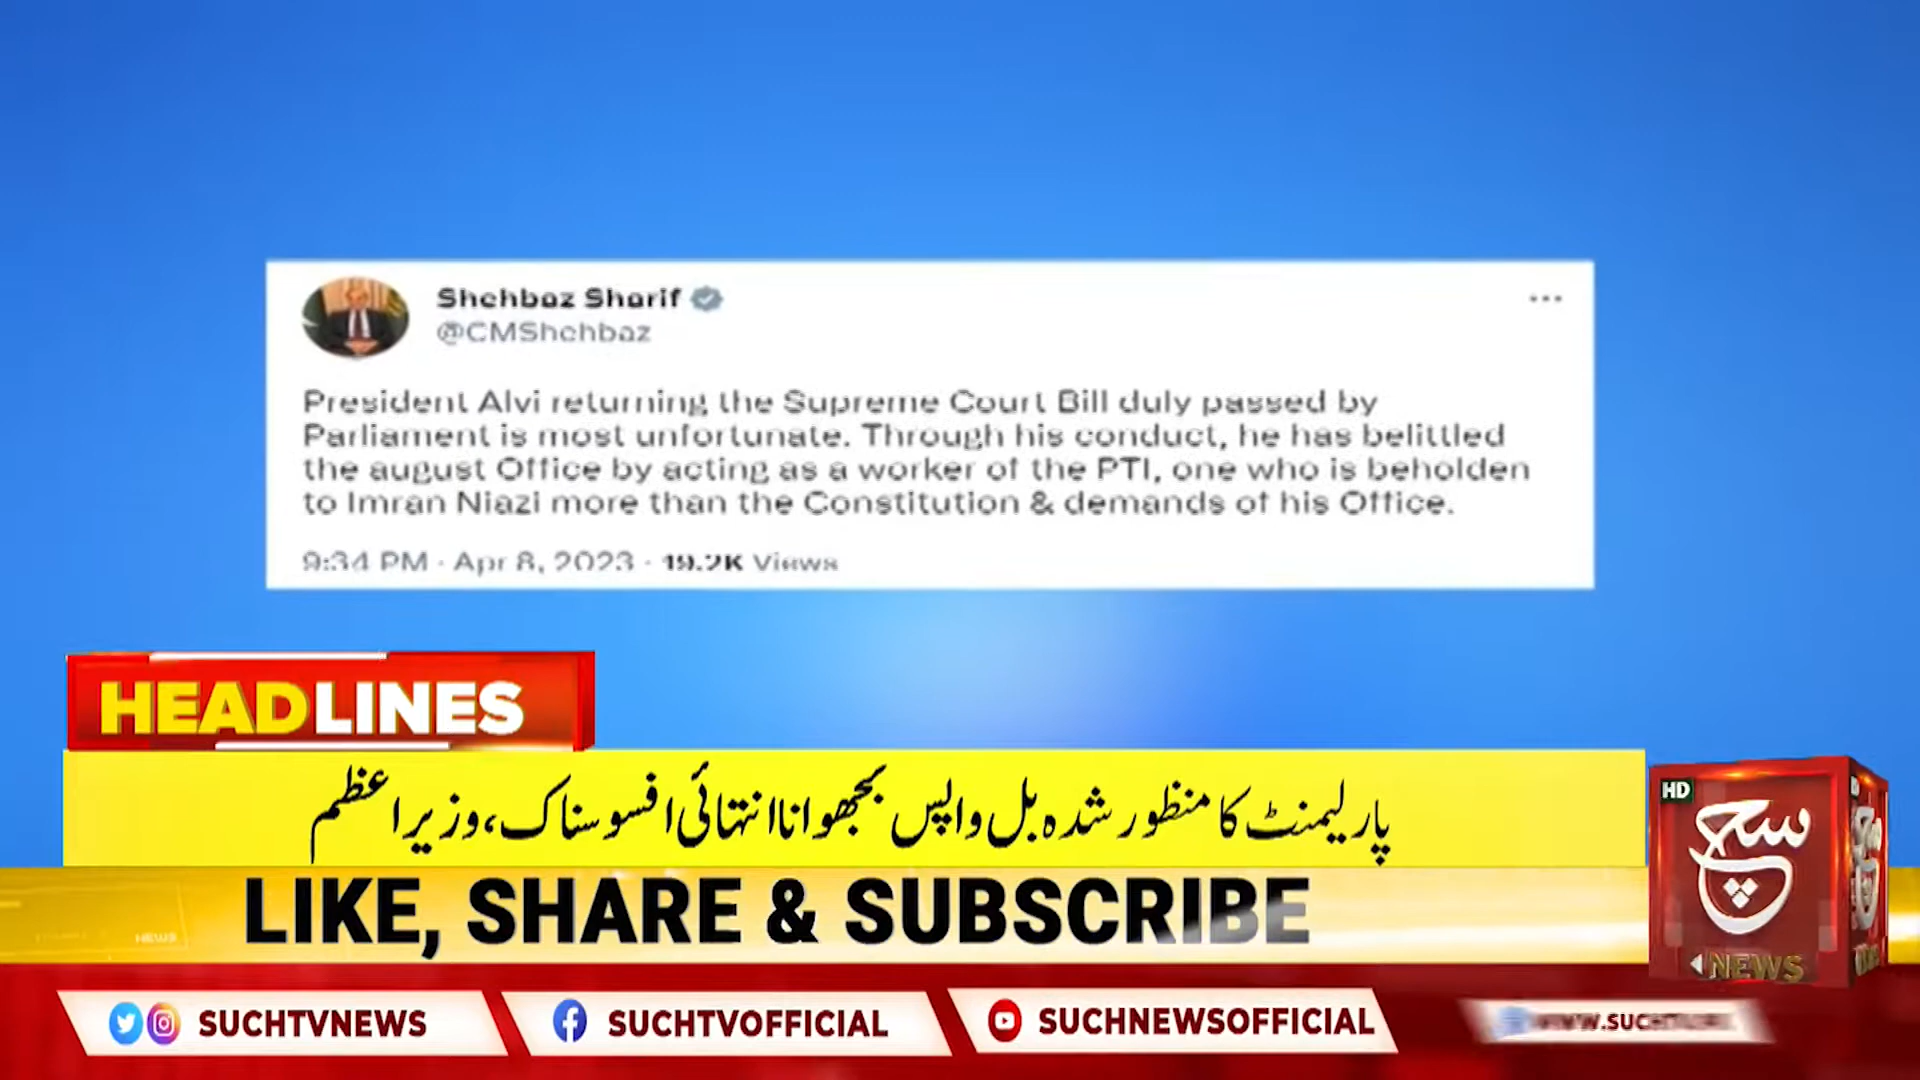 Shehbaz Sharif
@CMShehbaz
President Alvi returning the Supreme Court Bill duly passed by
Parliament is most unfortunate. Through his conduct, he has belittled
the august Office by acting as a worker of the PTI, one who is beholden
to Imran Niazi more than the Constitution & demands of his Office.
9:34 PM · Apr 8, 2023 · 19.2K Views
HEADLINES
پارلیمنٹ کا منظور شدہ بل واپس بھجوانا انتہائی افسوسناک، وزیراعظم
HD
سچ
NEWS
LIKE, SHARE & SUBSCRIBE
SUCHTVNEWS
SUCHTVOFFICIAL
SUCHNEWSOFFICIAL